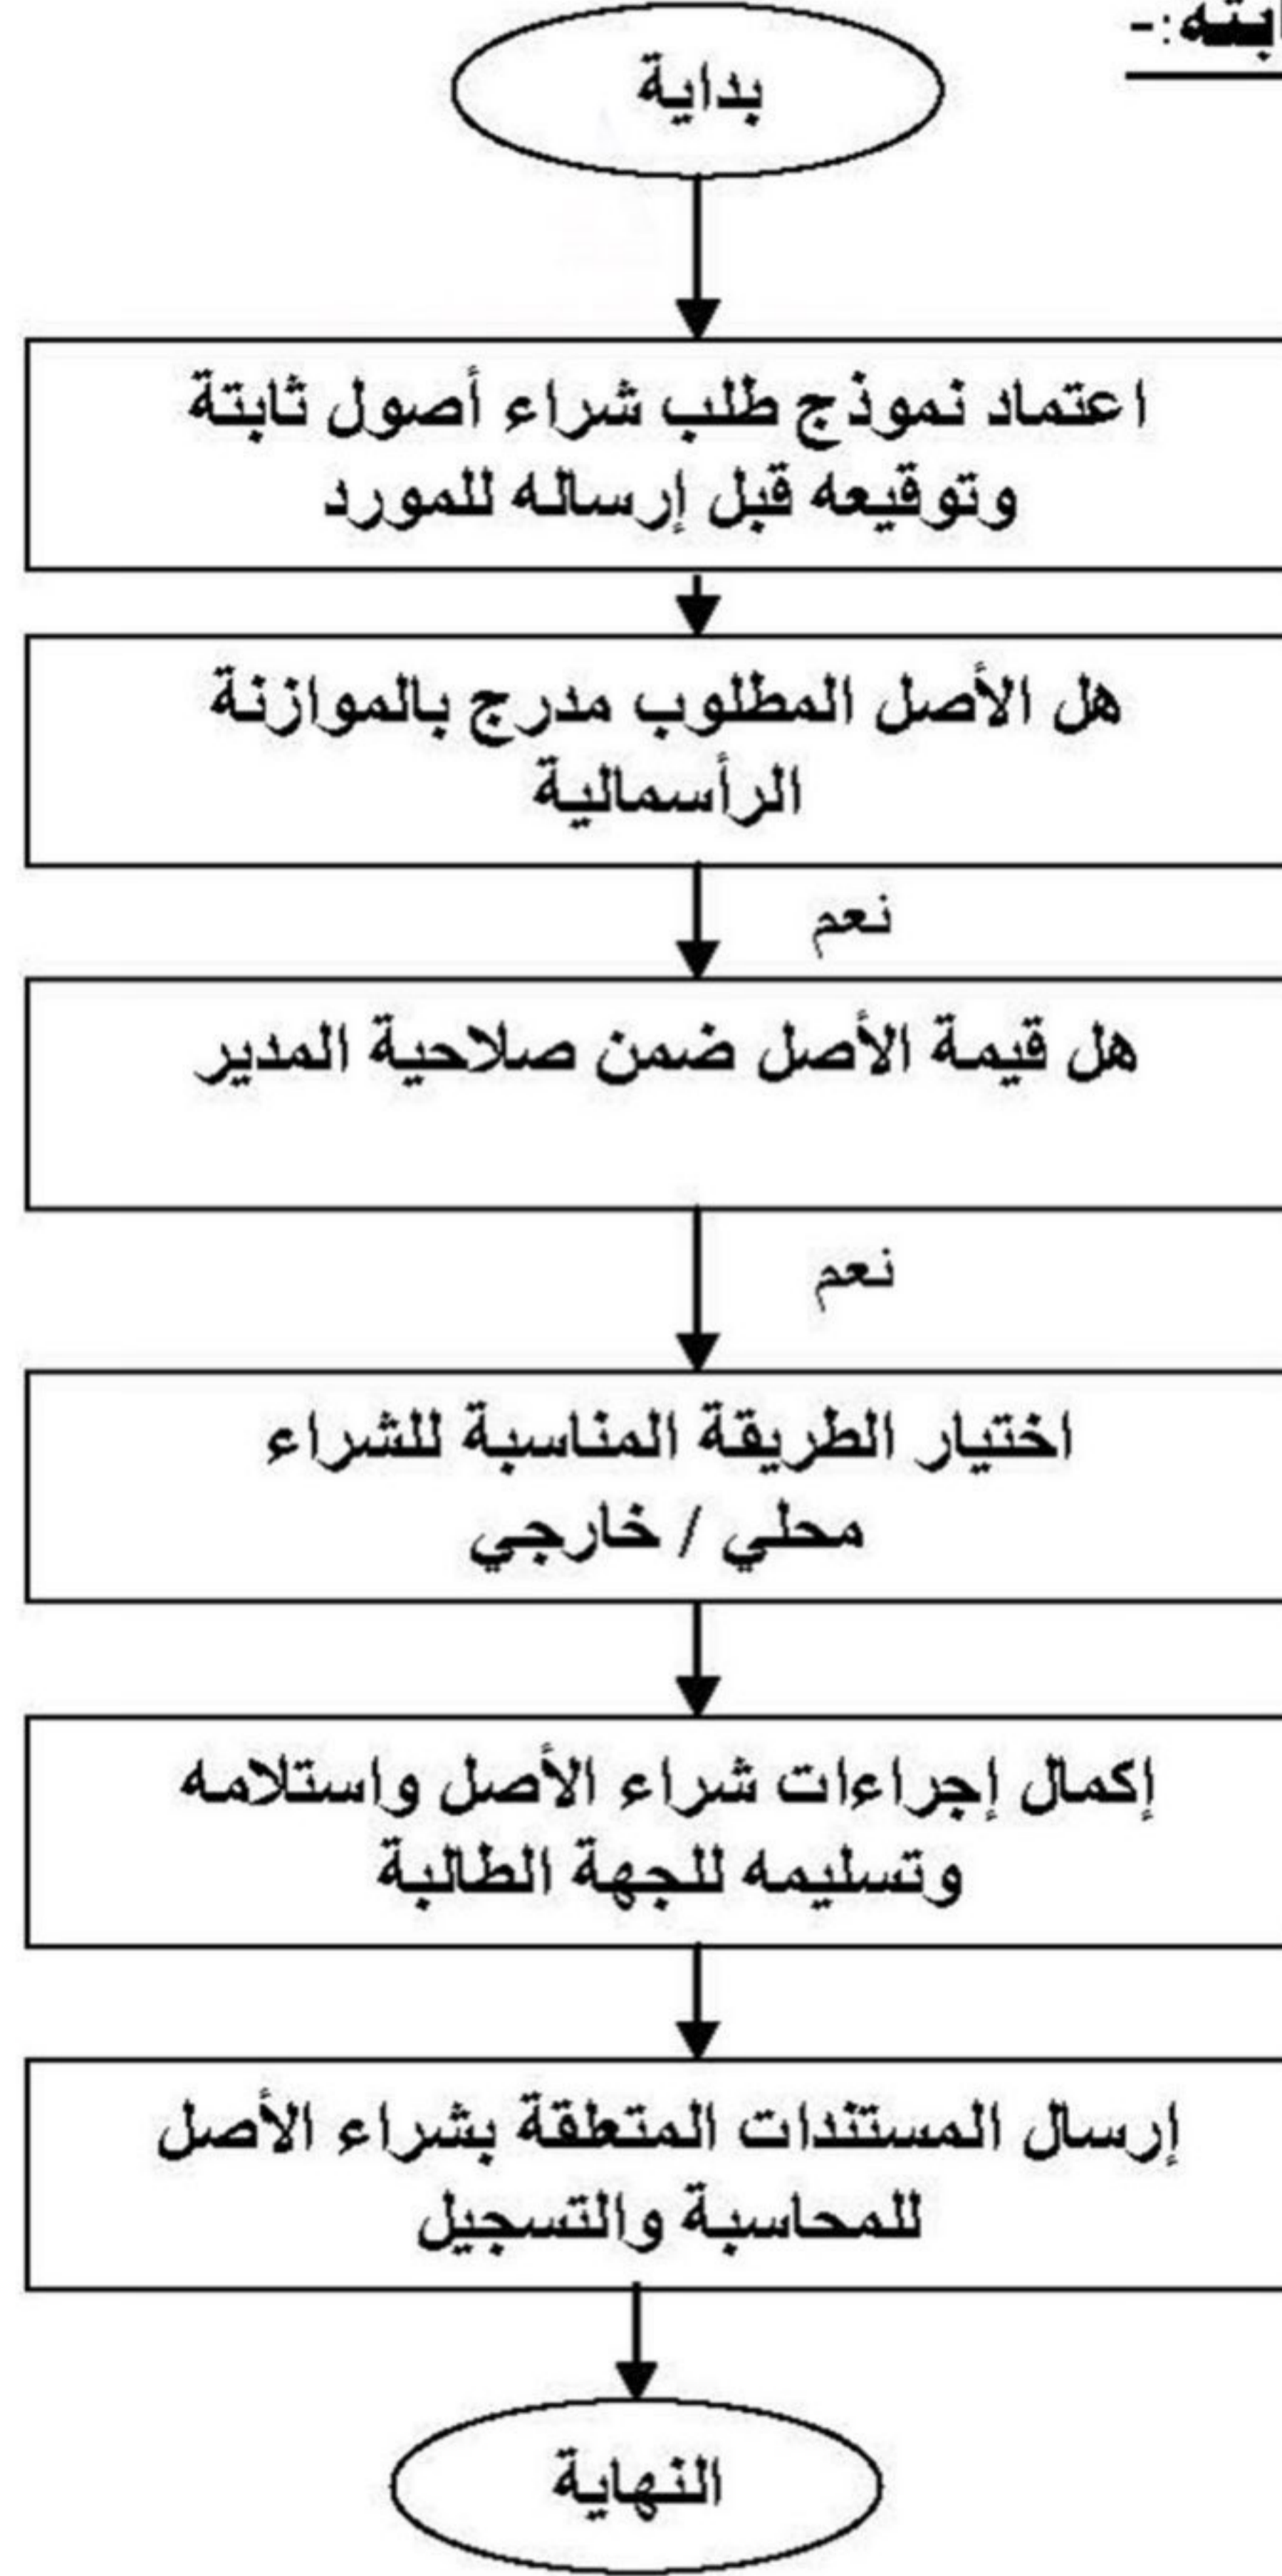 بداية
اعتماد نموذج طلب شراء أصول ثابتة
وتوقيعه قبل إرساله للمورد
هل الأصل المطلوب مدرج بالموازنة
الرأسمالية
نعم
هل قيمة الأصل ضمن صلاحية المدير
نعم
اختيار الطريقة المناسبة للشراء
محلي / خارجي
إكمال إجراءات شراء الأصل واستلامه
وتسليمه للجهة الطالبة
إرسال المستندات المتعلقة بشراء الأصل
للمحاسبة والتسجيل
النهاية